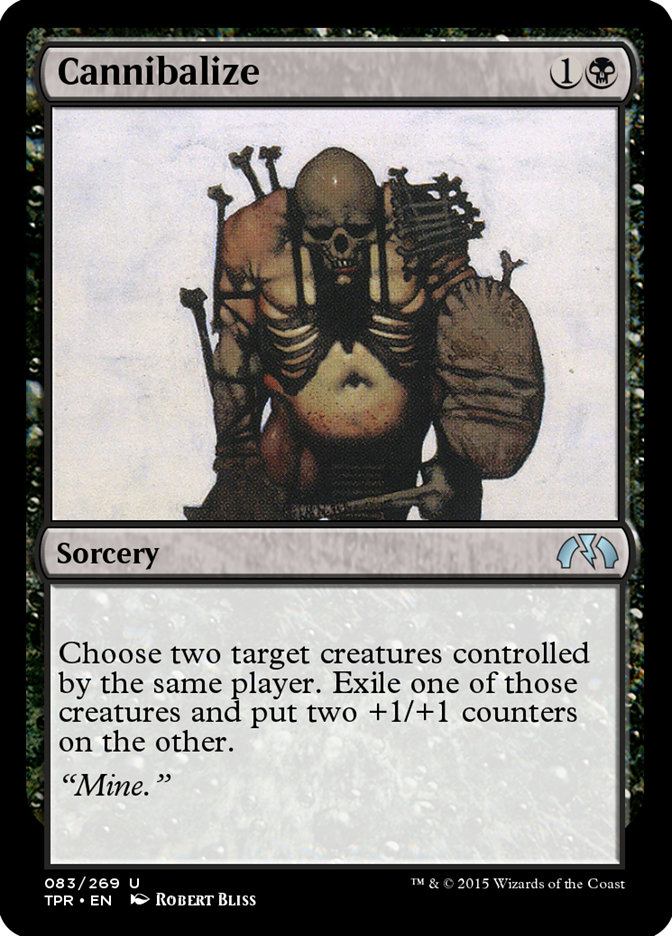 Cannibalize 1
Sorcery
Choose two target creatures controlled
by the same player. Exile one of those
creatures and put two +1/+1 counters
on the other.
“Mine.”
083/269 U
TPR • EN Robert Bliss
™ & © 2015 Wizards of the Coast